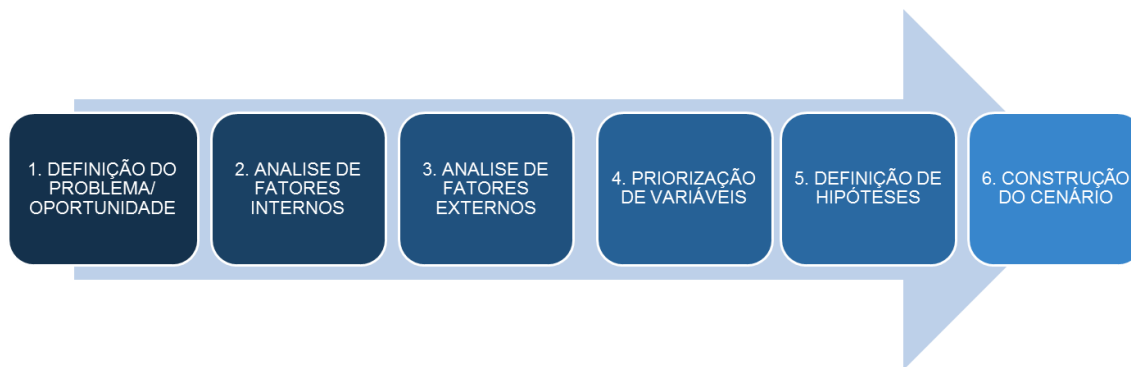 1. DEFINIÇÃO DO
PROBLEMA/
OPORTUNIDADE
2. ANALISE DE
FATORES
INTERNOS
3. ANALISE DE
FATORES
EXTERNOS
4. PRIORIZAÇÃO
DE VARIÁVEIS
5. DEFINIÇÃO DE
HIPÓTESES
6. CONSTRUÇÃO
DO CENÁRIO